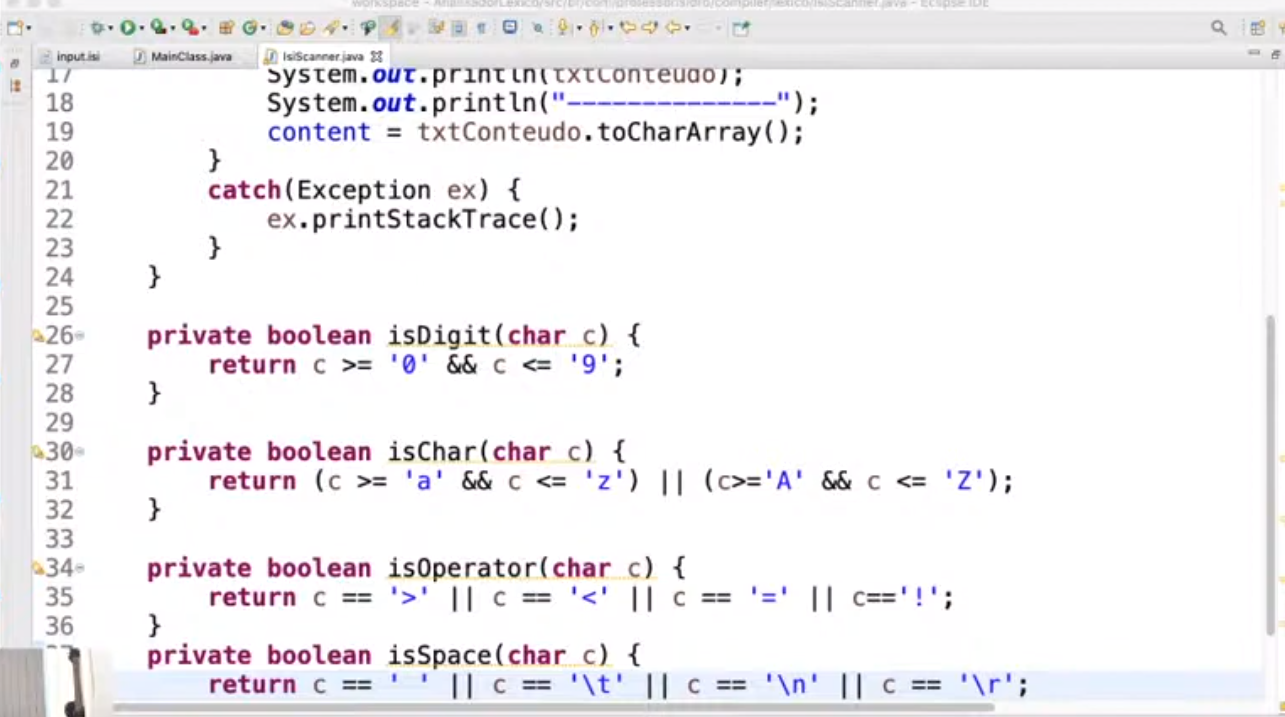 workspace - AnalisadorLexico/src/br/com/professorisidro/compiler/lexico/IsiScanner.java - Eclipse IDE
input.isi MainClass.java IsiScanner.java
17 System.out.println(txtConteudo);
18 System.out.println("--------------");
19 content = txtConteudo.toCharArray();
20 }
21 catch(Exception ex) {
22 ex.printStackTrace();
23 }
24 }
25
26 private boolean isDigit(char c) {
27 return c >= '0' && c <= '9';
28 }
29
30 private boolean isChar(char c) {
31 return (c >= 'a' && c <= 'z') || (c>='A' && c <= 'Z');
32 }
33
34 private boolean isOperator(char c) {
35 return c == '>' || c == '<' || c == '=' || c=='!';
36 }
private boolean isSpace(char c) {
return c == ' ' || c == '\t' || c == '\n' || c == '\r';